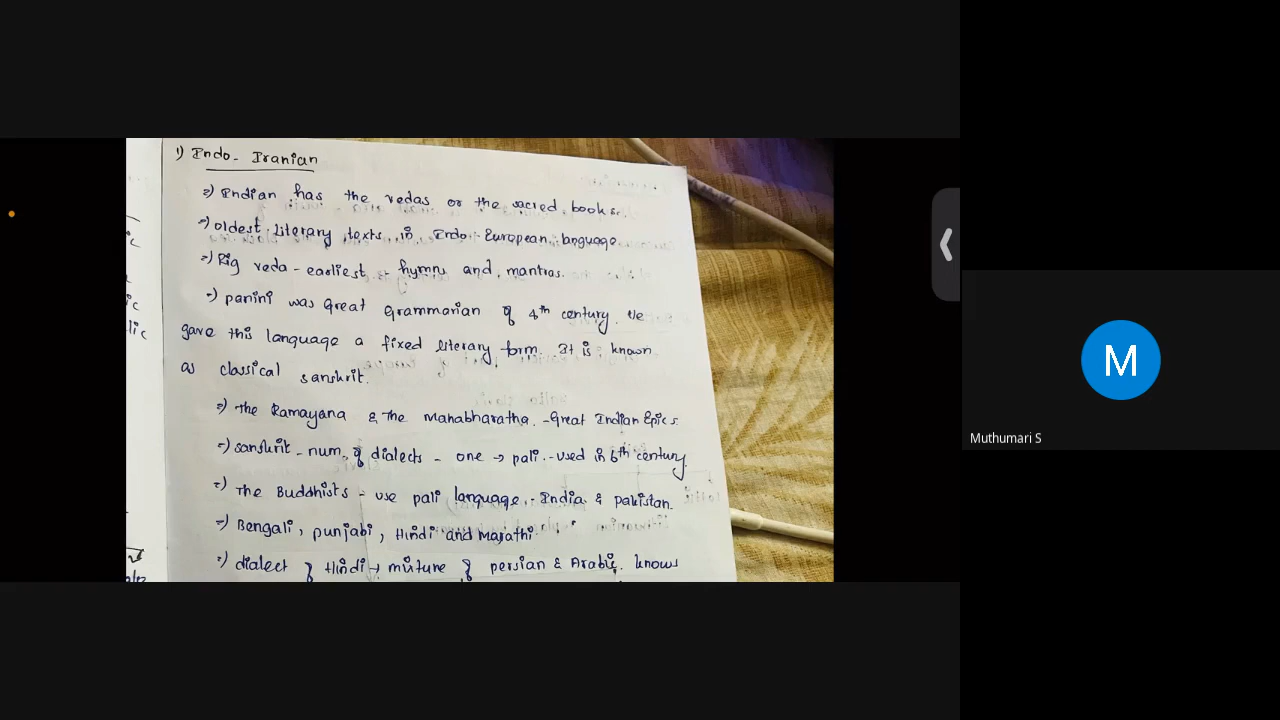 1) Indo- Iranian
=) Indian has the vedas or the sacred books.
=) oldest literary texts in Indo-European language
=) Rig veda - earliest - hymns and mantras.
=) panini was Great Grammarian of 4th century. He
gave this language a fixed literary form. It is known
as classical sanskrit.
=) The Ramayana & The Mahabharatha. -Great Indian Epics
=) sanskrit - num. of dialects - one → pali. - used in 6th century
=) The Buddhists - use pali language - India & pakistan.
=) Bengali, punjabi, Hindi and Marathi
=) dialect of Hindi → mixture of persian & Arabic. knows
M
Muthumari S